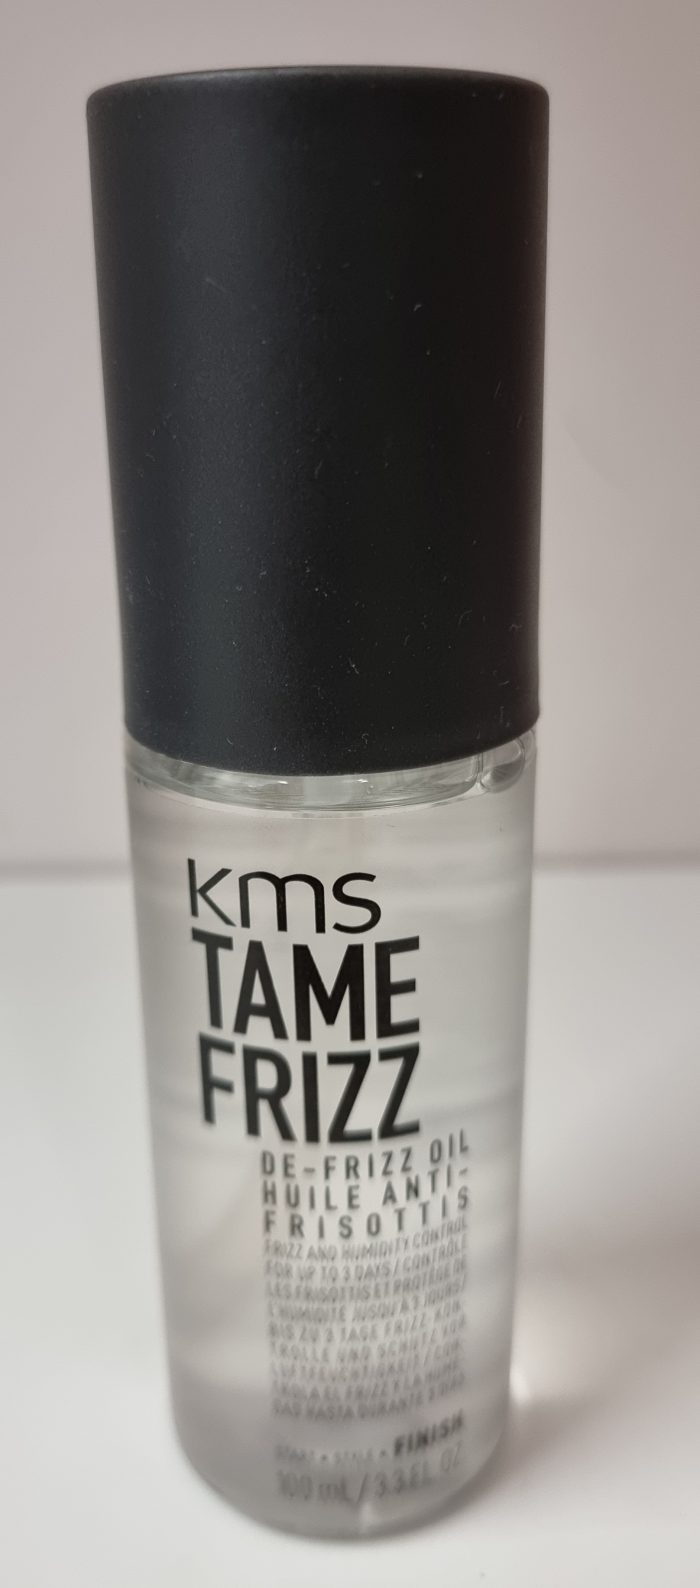 kms
TAME
FRIZZ
DE-FRIZZ OIL
HUILE ANTI-
FRISOTTIS
FRIZZ AND HUMIDITY CONTROL
FOR UP TO 3 DAYS / CONTRÔLE
LES FRISOTTIS ET PROTÈGE DE
L'HUMIDITÉ JUSQU'À 3 JOURS/
BIS ZU 3 TAGE FRIZZ-KON-
TROLLE UND SCHUTZ VOR
LUFTFEUCHTIGKEIT / CON-
TROLA EL FRIZZ Y LA HUME-
DAD HASTA DURANTE 3 DÍAS
START • STYLE • FINISH
100 mL / 3.3 FL. OZ.